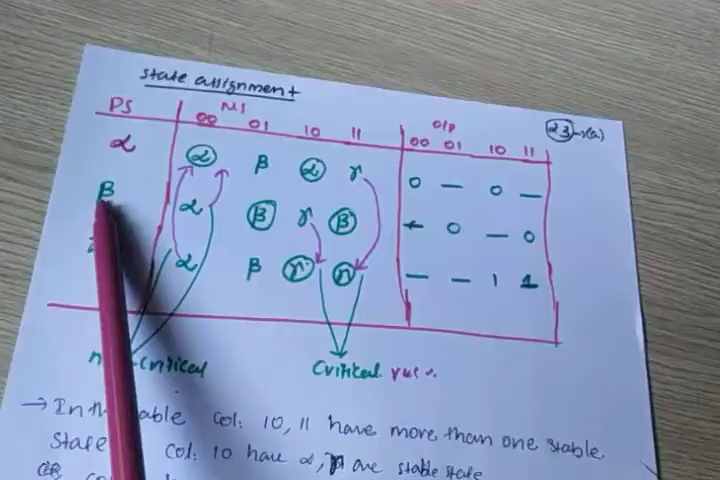 State assignment
PS NS O/P 23-(a)
00 01 10 11 00 01 10 11
α α β α r 0 — 0 —
β α β r β — 0 — 0
α β r r — — 1 1
critical Critical race.
→ In the table Col: 10, 11 have more than one stable
State Col: 10 have α, r are stable state